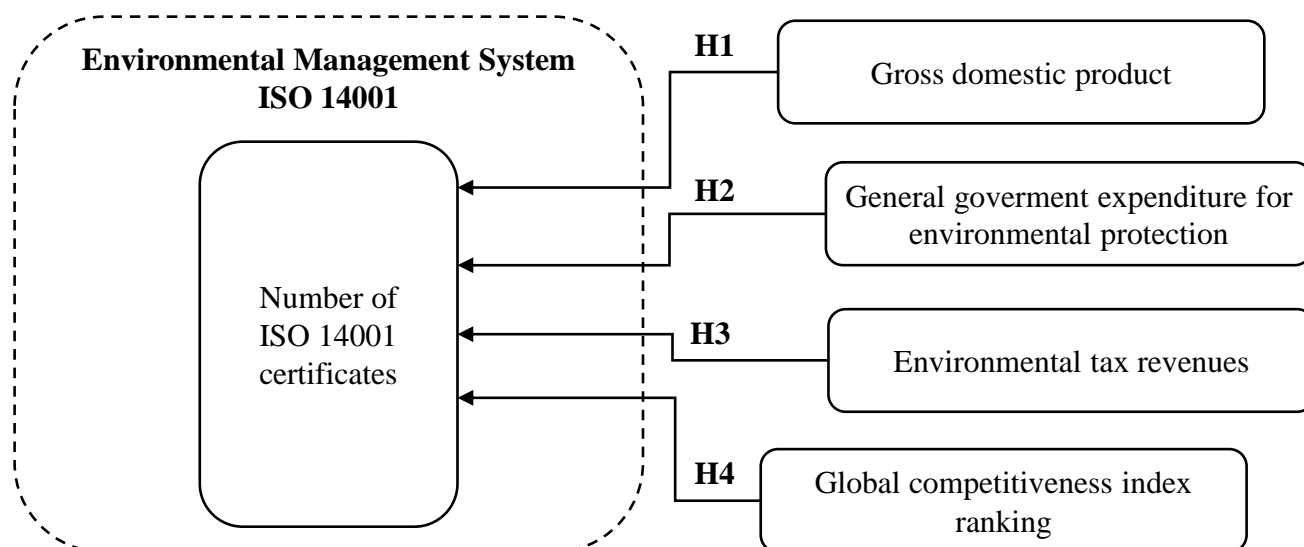 Environmental Management System
ISO 14001
Number of
ISO 14001
certificates
H1
Gross domestic product
H2
General goverment expenditure for
environmental protection
H3
Environmental tax revenues
H4
Global competitiveness index
ranking